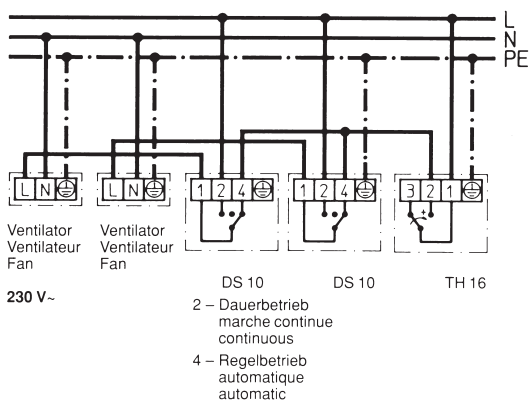 L
N
PE
L N
L N
1 2 4
1 2 4
3 2 1
+
Ventilator
Ventilateur
Fan
Ventilator
Ventilateur
Fan
230 V~
DS 10
DS 10
TH 16
2 – Dauerbetrieb
marche continue
continuous
4 – Regelbetrieb
automatique
automatic